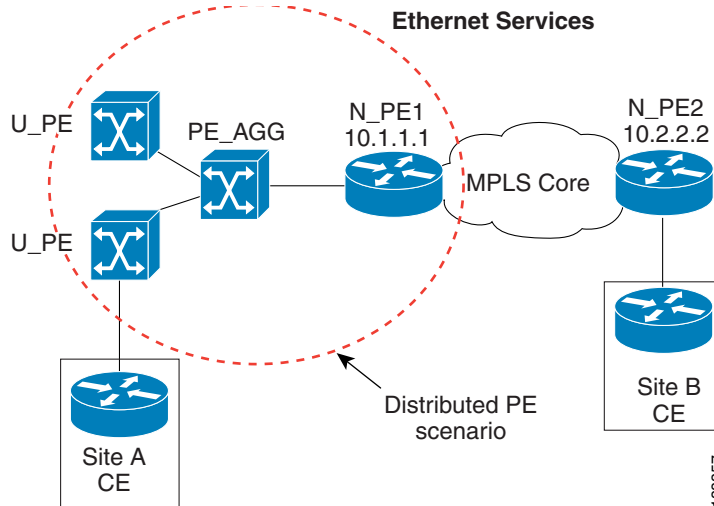 Ethernet Services
U_PE
PE_AGG
N_PE1
10.1.1.1
N_PE2
10.2.2.2
MPLS Core
U_PE
Distributed PE
scenario
Site A
CE
Site B
CE